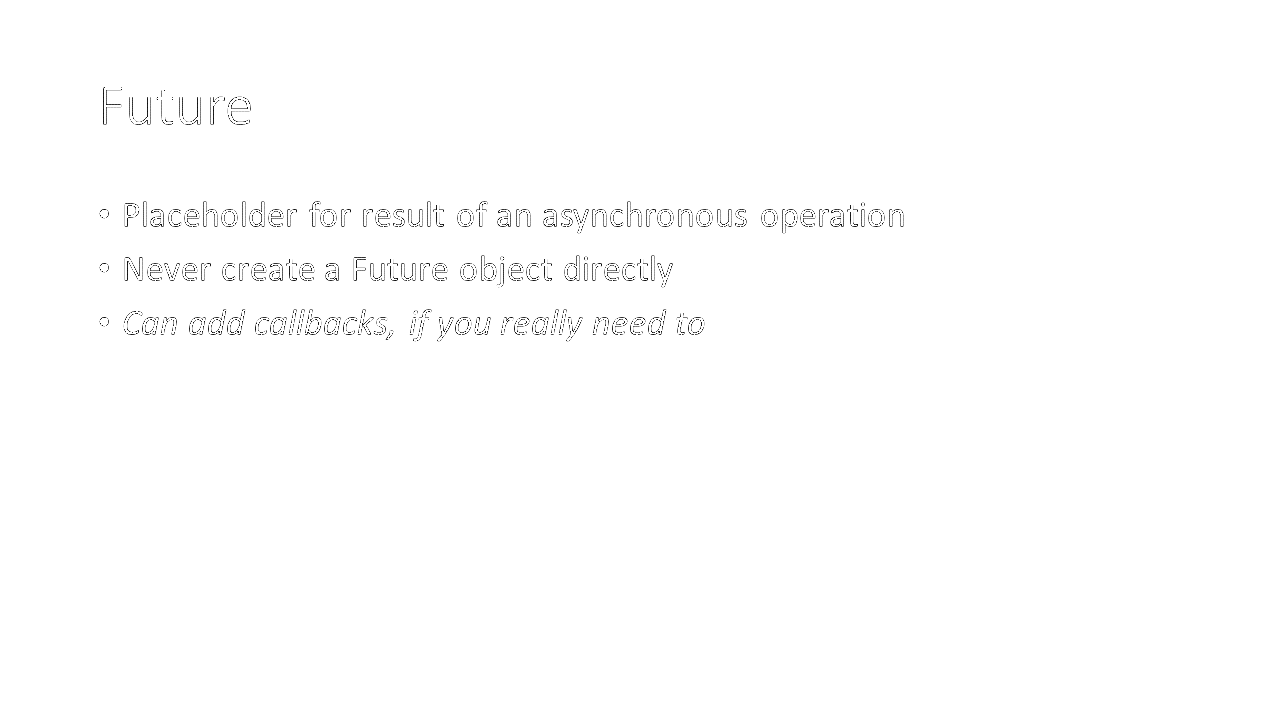 Future
• Placeholder for result of an asynchronous operation
• Never create a Future object directly
• Can add callbacks, if you really need to